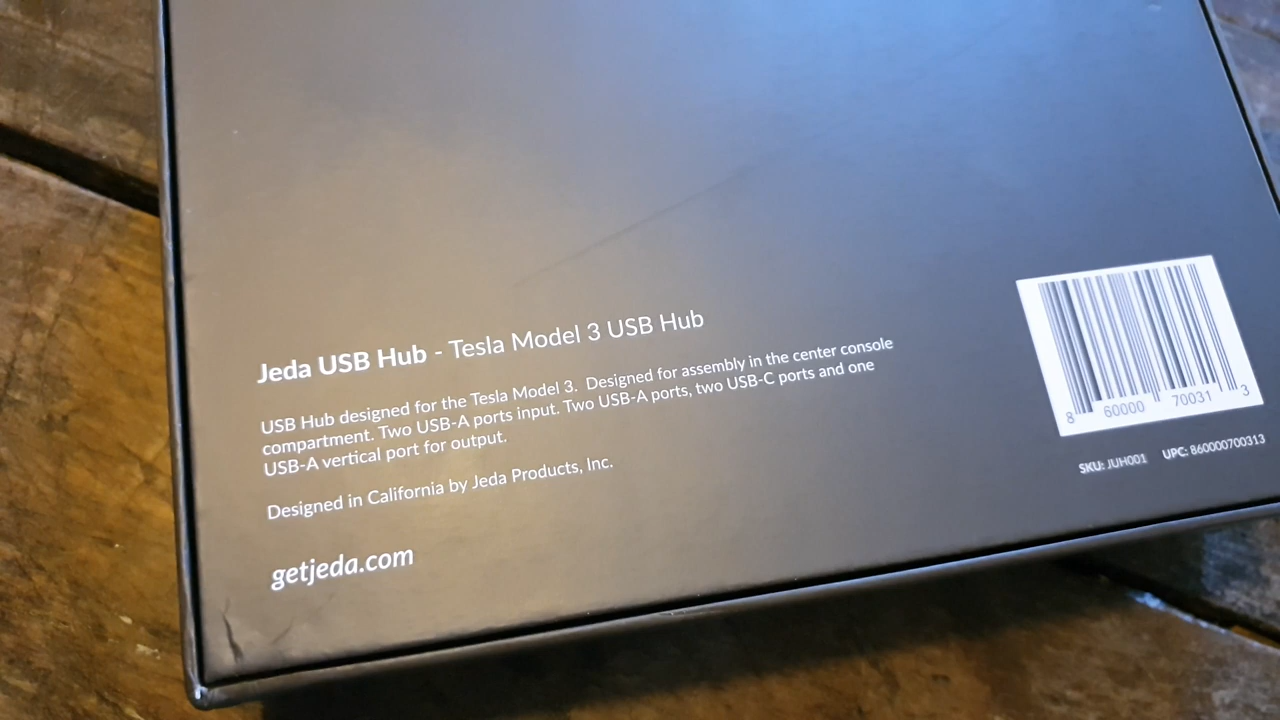 Jeda USB Hub - Tesla Model 3 USB Hub
USB Hub designed for the Tesla Model 3. Designed for assembly in the center console
compartment. Two USB-A ports input. Two USB-A ports, two USB-C ports and one
USB-A vertical port for output.
Designed in California by Jeda Products, Inc.
getjeda.com
8 60000 70031 3
SKU: JUH001 UPC: 860000700313